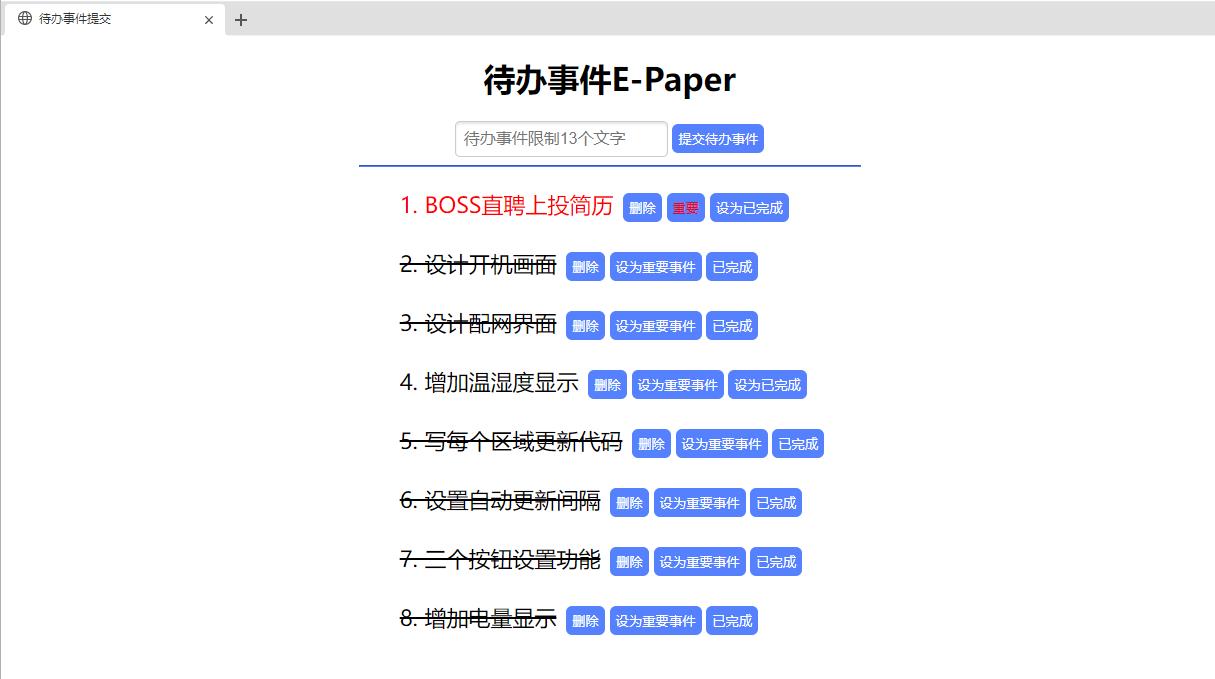 待办事件提交
待办事件E-Paper
待办事件限制13个文字 提交待办事件
1. BOSS直聘上投简历 删除 重要 设为已完成
2. 设计开机画面 删除 设为重要事件 已完成
3. 设计配网界面 删除 设为重要事件 已完成
4. 增加温湿度显示 删除 设为重要事件 设为已完成
5. 写每个区域更新代码 删除 设为重要事件 已完成
6. 设置自动更新间隔 删除 设为重要事件 已完成
7. 三个按钮设置功能 删除 设为重要事件 已完成
8. 增加电量显示 删除 设为重要事件 已完成